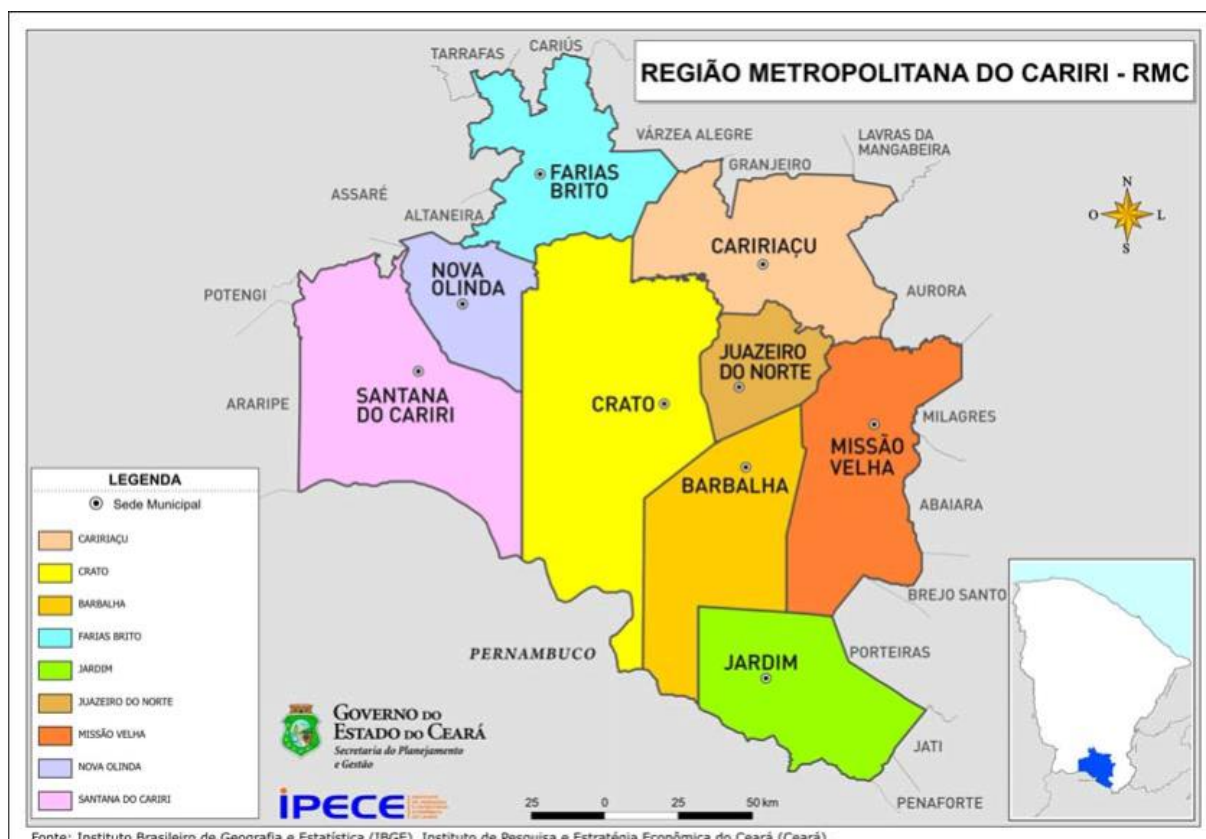 REGIÃO METROPOLITANA DO CARIRI - RMC
TARRAFAS
CARIÚS
VÁRZEA ALEGRE
LAVRAS DA
MANGABEIRA
GRANJEIRO
FARIAS
BRITO
ASSARÉ
ALTANEIRA
N
O
L
S
CARIRIAÇU
NOVA
OLINDA
POTENGI
AURORA
JUAZEIRO
DO NORTE
SANTANA
DO CARIRI
ARARIPE
CRATO
MILAGRES
MISSÃO
VELHA
BARBALHA
ABAIARA
BREJO SANTO
PERNAMBUCO
JARDIM
PORTEIRAS
JATI
PENAFORTE
LEGENDA
Sede Municipal
CARIRIAÇU
CRATO
BARBALHA
FARIAS BRITO
JARDIM
JUAZEIRO DO NORTE
MISSÃO VELHA
NOVA OLINDA
SANTANA DO CARIRI
GOVERNO DO
ESTADO DO CEARÁ
Secretaria do Planejamento
e Gestão
IPECE
25 0 25 50 km
Fonte: Instituto Brasileiro de Geografia e Estatística (IBGE), Instituto de Pesquisa e Estratégia Econômica do Ceará (Ceará)